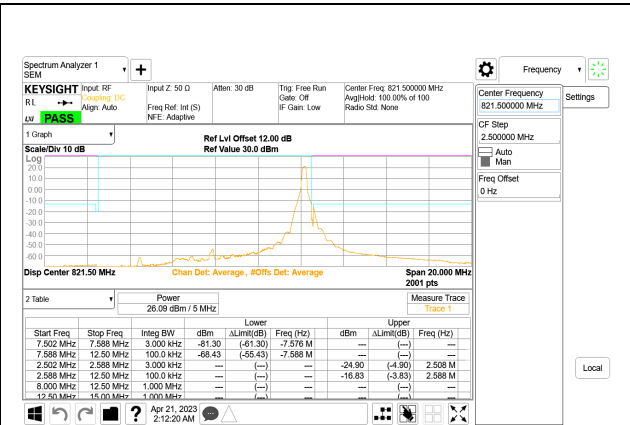 Spectrum Analyzer 1
SEM
Frequency
KEYSIGHT Input: RF Input Z: 50 Ω Atten: 30 dB Trig: Free Run Center Freq: 821.500000 MHz
Coupling: DC Gate: Off Avg|Hold: 100.00% of 100
RL Align: Auto Freq Ref: Int (S) IF Gain: Low Radio Std: None
LXI PASS NFE: Adaptive
Center Frequency
821.500000 MHz
Settings
CF Step
2.500000 MHz
Auto
Man
Freq Offset
0 Hz
1 Graph
Ref Lvl Offset 12.00 dB
Scale/Div 10 dB Ref Value 30.0 dBm
Log
20.0
10.0
0.00
-10.0
-20.0
-30.0
-40.0
-50.0
-60.0
Disp Center 821.50 MHz Chan Det: Average , #Offs Det: Average Span 20.000 MHz
2001 pts
2 Table Power Measure Trace
26.09 dBm / 5 MHz Trace 1
Lower Upper
Start Freq Stop Freq Integ BW dBm ΔLimit(dB) Freq (Hz) dBm ΔLimit(dB) Freq (Hz)
7.502 MHz 7.588 MHz 3.000 kHz -81.30 (-61.30) -7.576 M --- (---) ---
7.588 MHz 12.50 MHz 100.0 kHz -68.43 (-55.43) -7.588 M --- (---) ---
2.502 MHz 2.588 MHz 3.000 kHz --- (---) --- -24.90 (-4.90) 2.508 M
2.588 MHz 12.50 MHz 100.0 kHz --- (---) --- -16.83 (-3.83) 2.588 M
8.000 MHz 12.50 MHz 1.000 MHz --- (---) --- --- (---) ---
12.50 MHz 15.00 MHz 1.000 MHz --- (---) --- --- (---) ---
Local
? Apr 21, 2023
2:12:20 AM